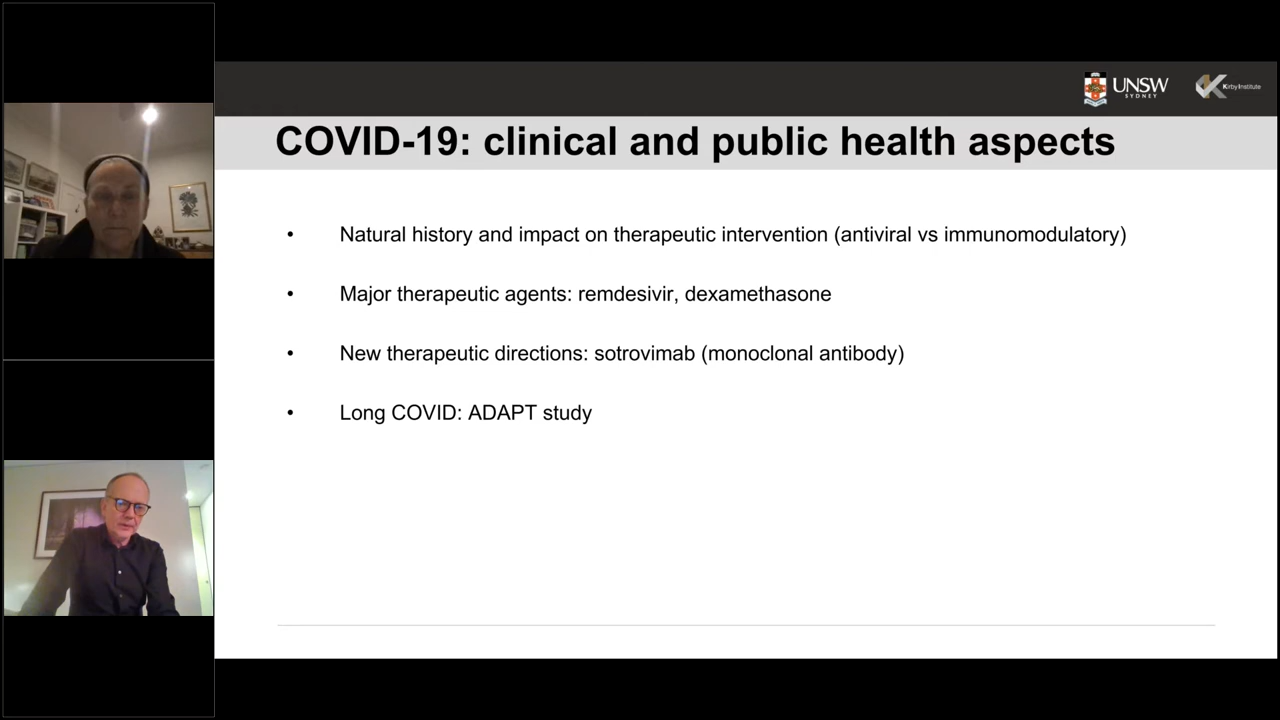 UNSW
SYDNEY
Kirby Institute
COVID-19: clinical and public health aspects
• Natural history and impact on therapeutic intervention (antiviral vs immunomodulatory)
• Major therapeutic agents: remdesivir, dexamethasone
• New therapeutic directions: sotrovimab (monoclonal antibody)
• Long COVID: ADAPT study